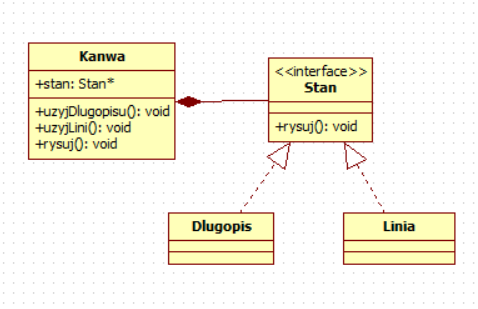 Kanwa
+stan: Stan*
+uzyjDlugopisu(): void
+uzyjLini(): void
+rysuj(): void
<<interface>>
Stan
+rysuj(): void
Dlugopis
Linia